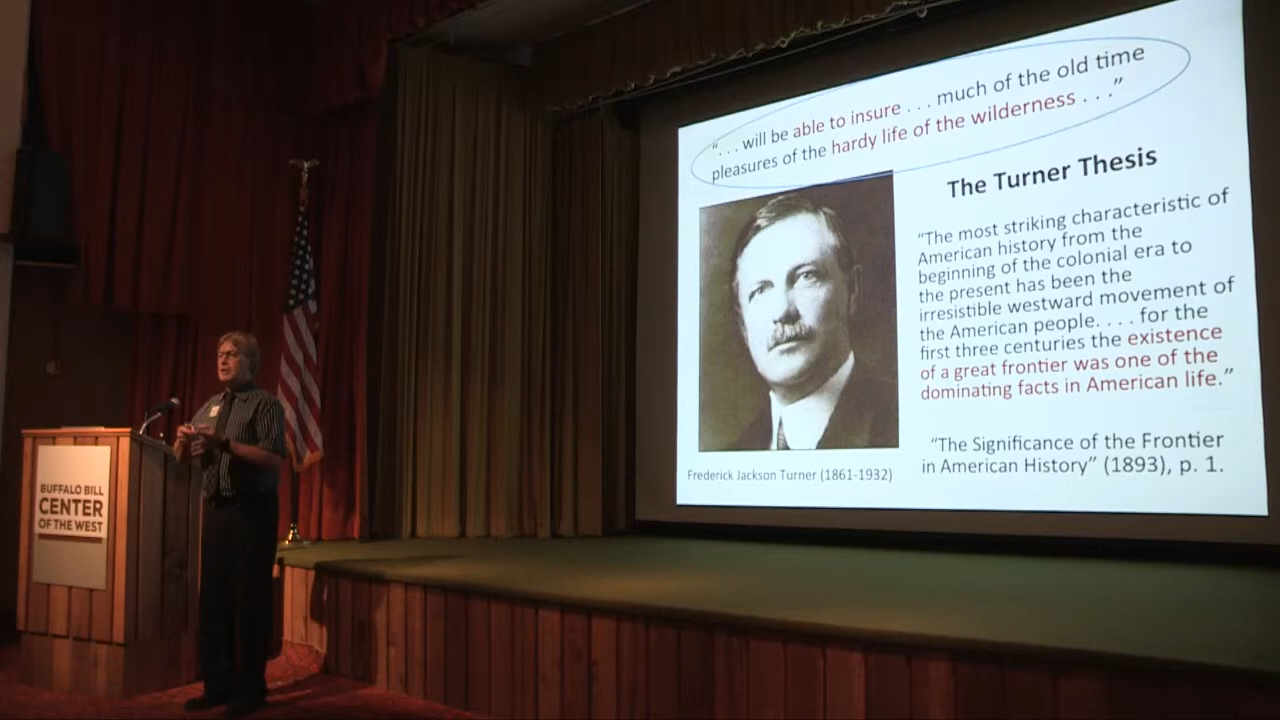 ". . . will be able to insure . . . much of the old time
pleasures of the hardy life of the wilderness . . ."
The Turner Thesis
"The most striking characteristic of
American history from the
beginning of the colonial era to
the present has been the
irresistible westward movement of
the American people. . . . for the
first three centuries the existence
of a great frontier was one of the
dominating facts in American life."
"The Significance of the Frontier
in American History" (1893), p. 1.
Frederick Jackson Turner (1861-1932)
BUFFALO BILL
CENTER
OF THE WEST